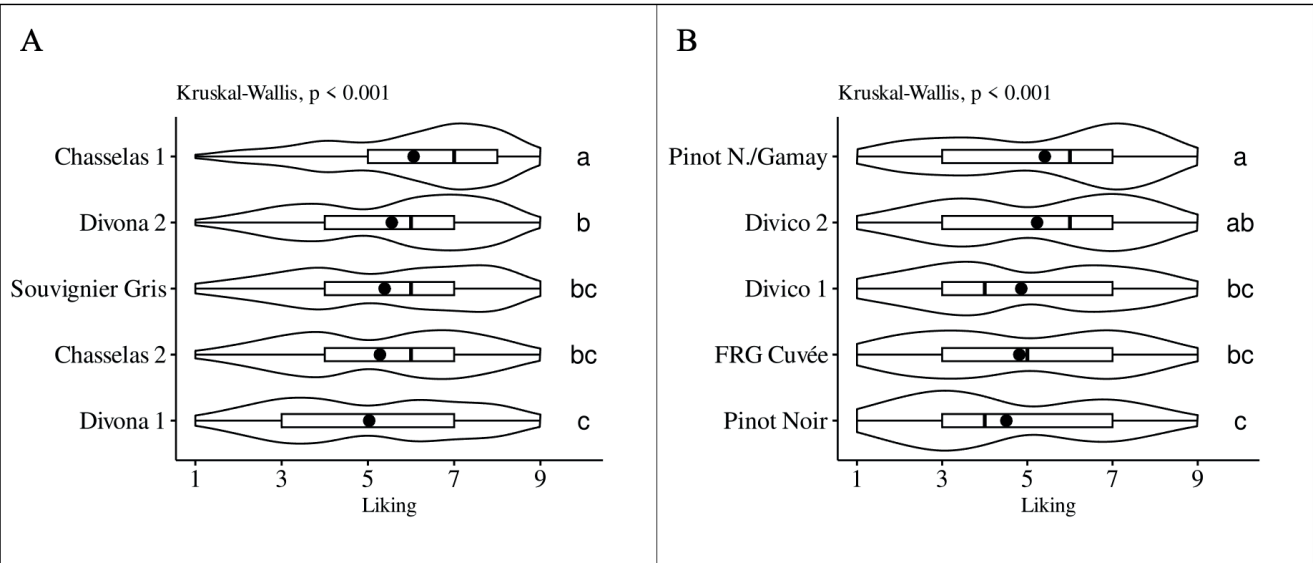 A
Kruskal-Wallis, p < 0.001
Chasselas 1 a
Divona 2 b
Souvignier Gris bc
Chasselas 2 bc
Divona 1 c
1 3 5 7 9
Liking
B
Kruskal-Wallis, p < 0.001
Pinot N./Gamay a
Divico 2 ab
Divico 1 bc
FRG Cuvée bc
Pinot Noir c
1 3 5 7 9
Liking